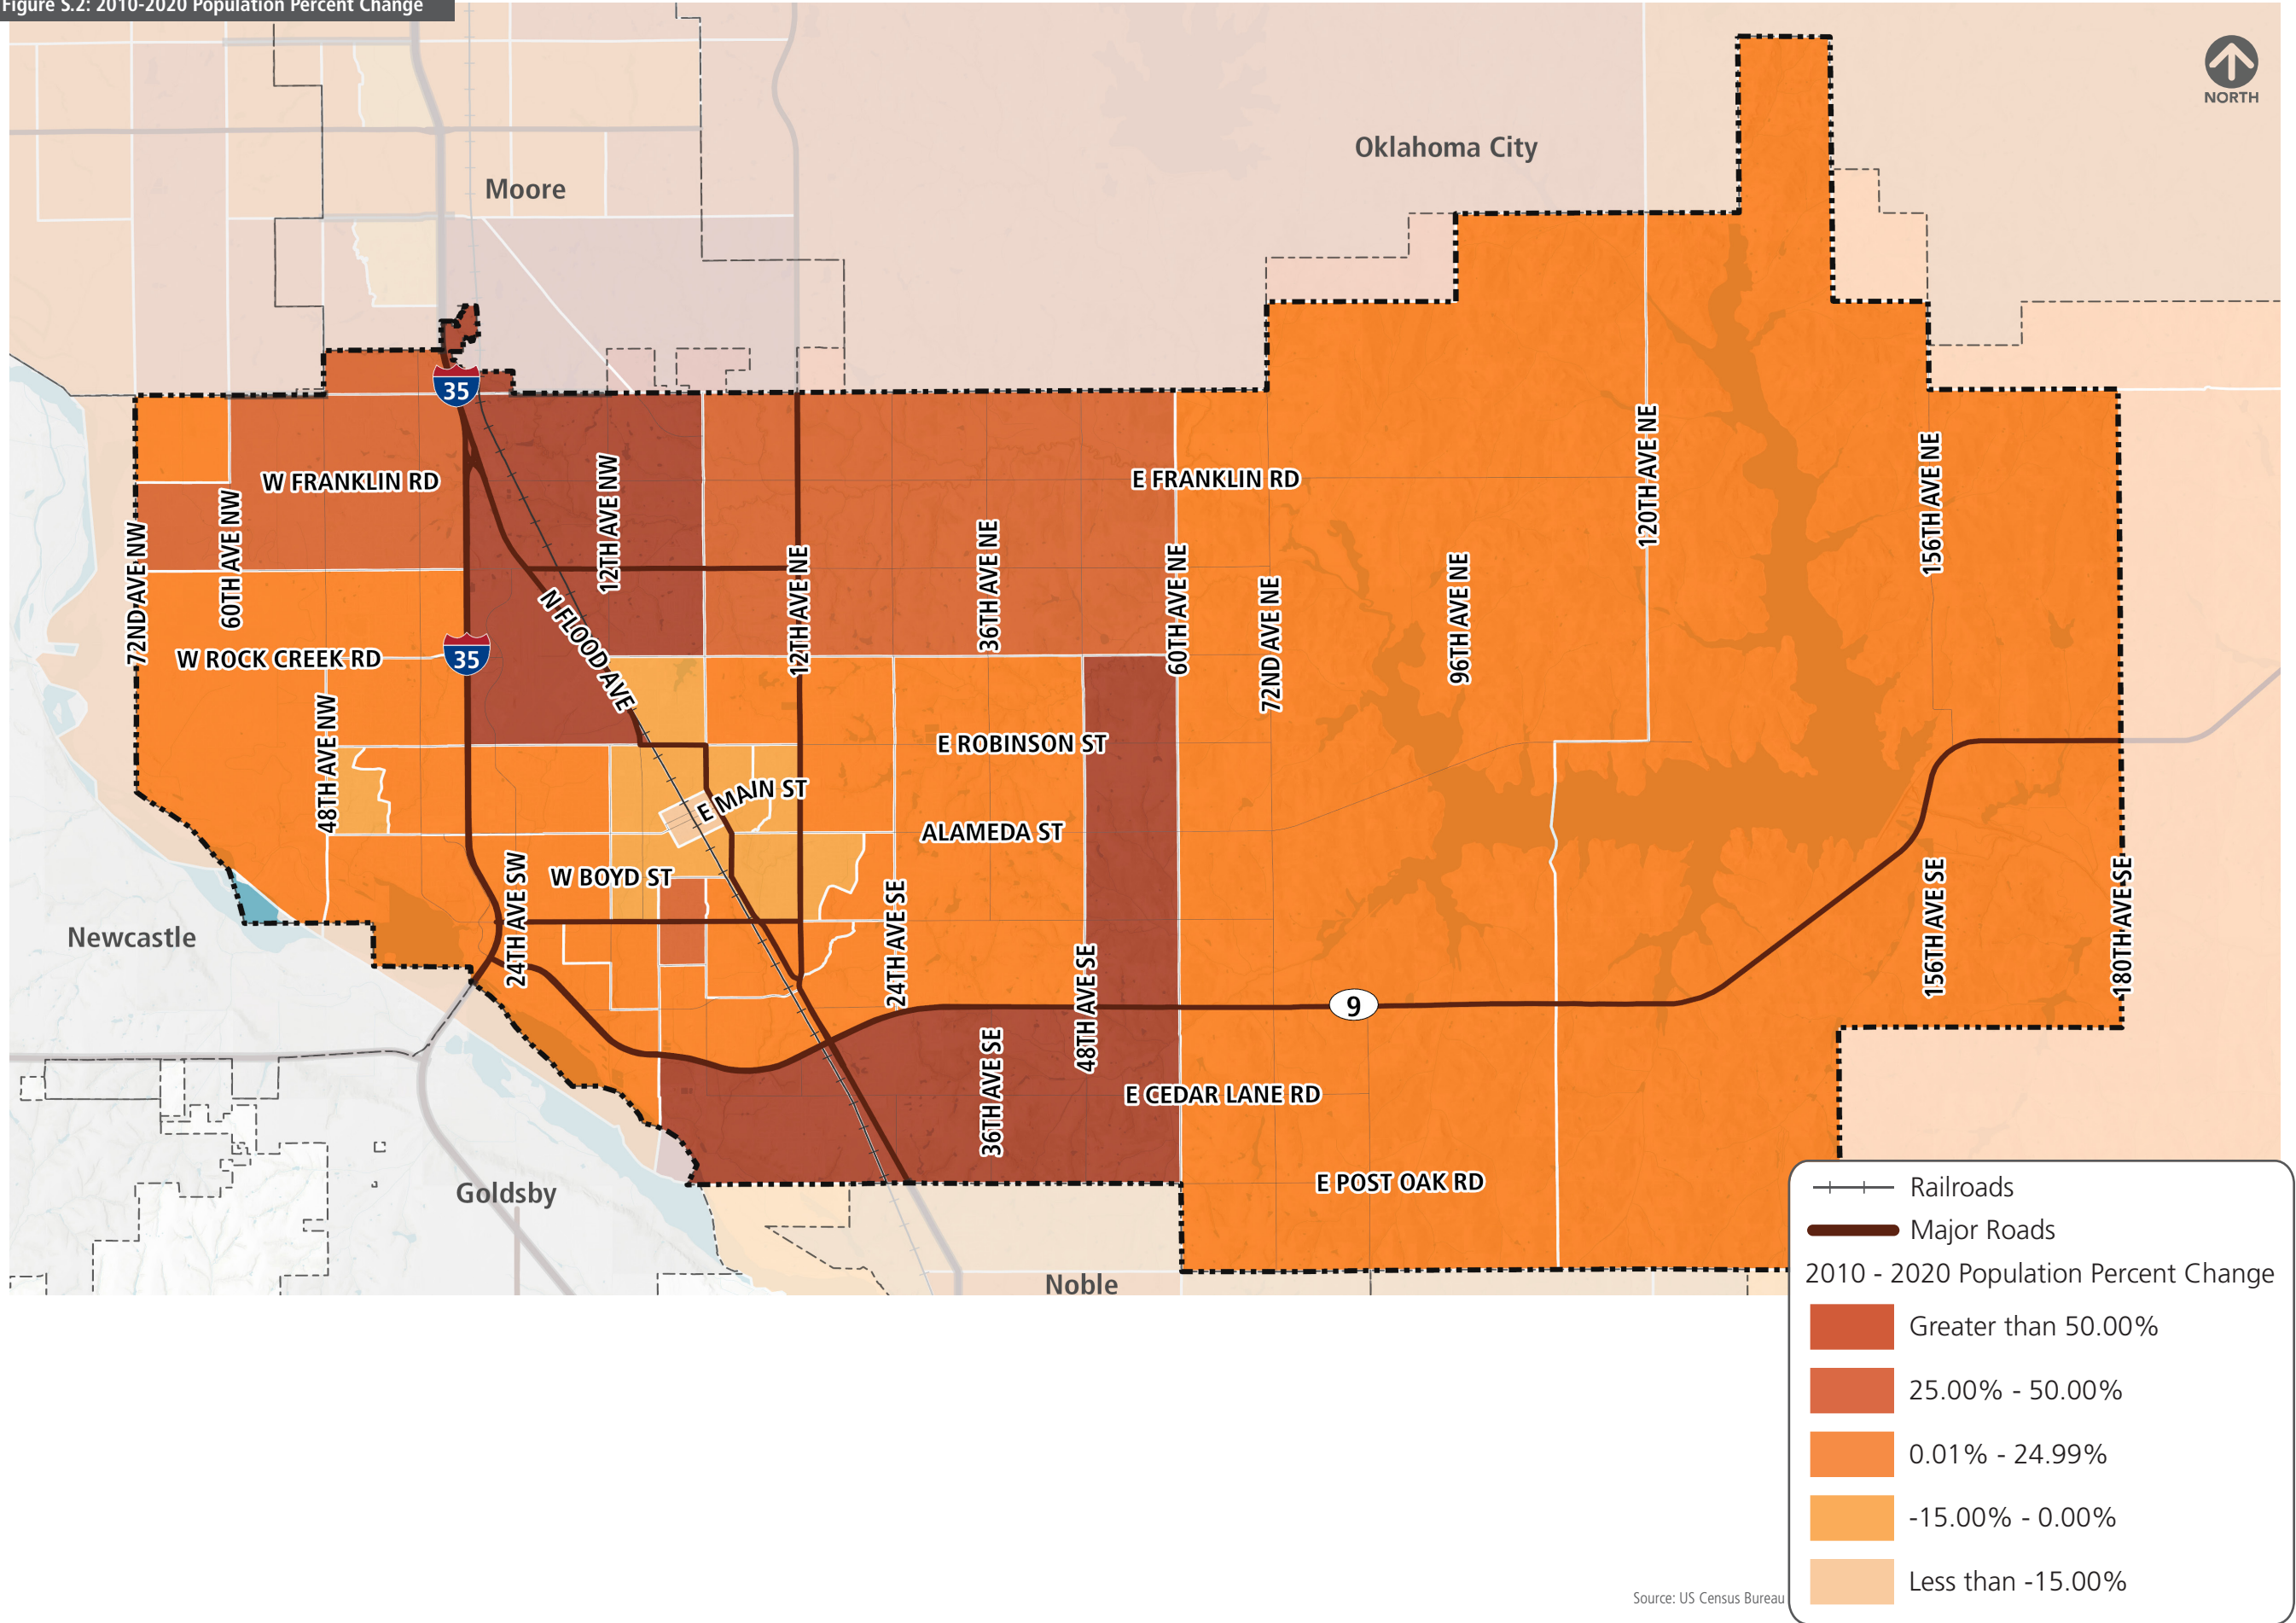 Figure S.2: 2010-2020 Population Percent Change
NORTH
Oklahoma City
Moore
35
W FRANKLIN RD
E FRANKLIN RD
12TH AVE NW
120TH AVE NE
156TH AVE NE
60TH AVE NW
72ND AVE NW
36TH AVE NE
12TH AVE NE
60TH AVE NE
72ND AVE NE
96TH AVE NE
N FLOOD AVE
W ROCK CREEK RD
35
48TH AVE NW
E ROBINSON ST
E MAIN ST
ALAMEDA ST
W BOYD ST
24TH AVE SW
24TH AVE SE
156TH AVE SE
180TH AVE SE
Newcastle
48TH AVE SE
9
36TH AVE SE
E CEDAR LANE RD
E POST OAK RD
Goldsby
Noble
Railroads
Major Roads
2010 - 2020 Population Percent Change
Greater than 50.00%
25.00% - 50.00%
0.01% - 24.99%
-15.00% - 0.00%
Less than -15.00%
Source: US Census Bureau